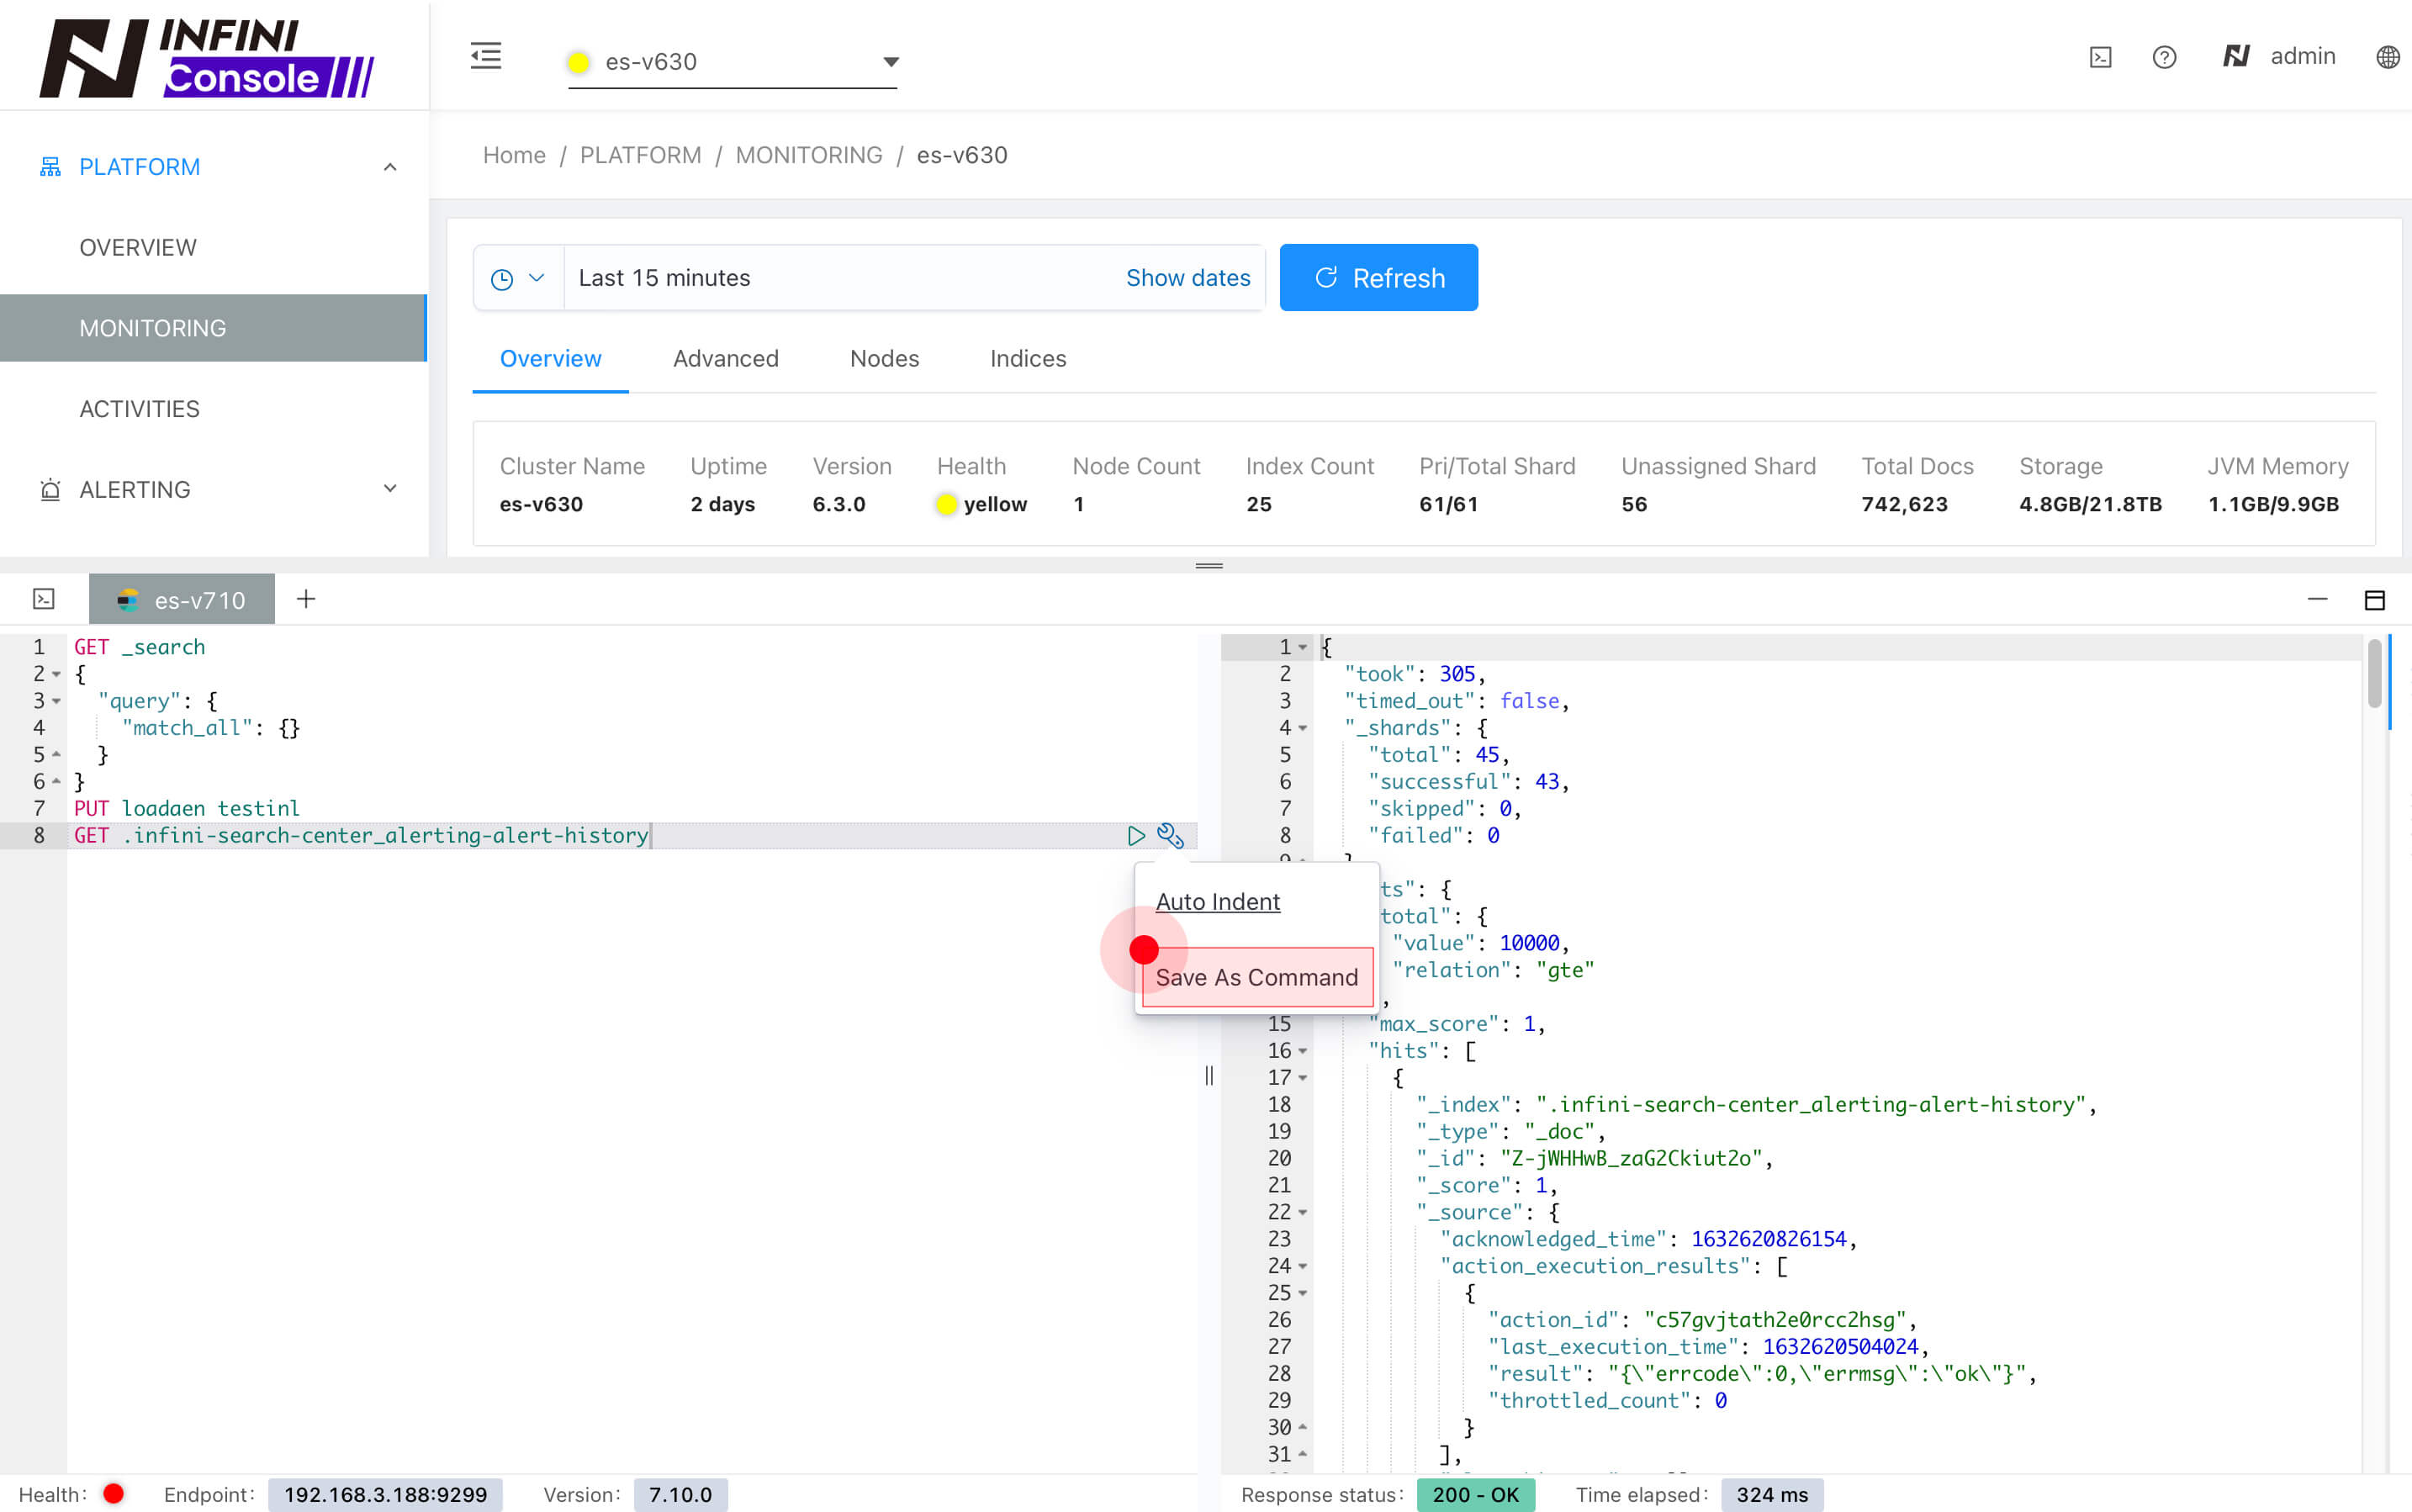 INFINI
Console
es-v630
admin
PLATFORM
OVERVIEW
MONITORING
ACTIVITIES
ALERTING
Home / PLATFORM / MONITORING / es-v630
Last 15 minutes Show dates Refresh
Overview Advanced Nodes Indices
Cluster Name Uptime Version Health Node Count Index Count Pri/Total Shard Unassigned Shard Total Docs Storage JVM Memory
es-v630 2 days 6.3.0 yellow 1 25 61/61 56 742,623 4.8GB/21.8TB 1.1GB/9.9GB
es-v710 +
1 GET _search
2 {
3 "query": {
4 "match_all": {}
5 }
6 }
7 PUT loadaen testinl
8 GET .infini-search-center_alerting-alert-history
Auto Indent
Save As Command
1 {
2 "took": 305,
3 "timed_out": false,
4 "_shards": {
5 "total": 45,
6 "successful": 43,
7 "skipped": 0,
8 "failed": 0
9 }
ts": {
total": {
"value": 10000,
"relation": "gte"
,
15 "max_score": 1,
16 "hits": [
17 {
18 "_index": ".infini-search-center_alerting-alert-history",
19 "_type": "_doc",
20 "_id": "Z-jWHHwB_zaG2Ckiut2o",
21 "_score": 1,
22 "_source": {
23 "acknowledged_time": 1632620826154,
24 "action_execution_results": [
25 {
26 "action_id": "c57gvjtath2e0rcc2hsg",
27 "last_execution_time": 1632620504024,
28 "result": "{\"errcode\":0,\"errmsg\":\"ok\"}",
29 "throttled_count": 0
30 }
31 ],
Health: Endpoint: 192.168.3.188:9299 Version: 7.10.0
Response status: 200 - OK Time elapsed: 324 ms